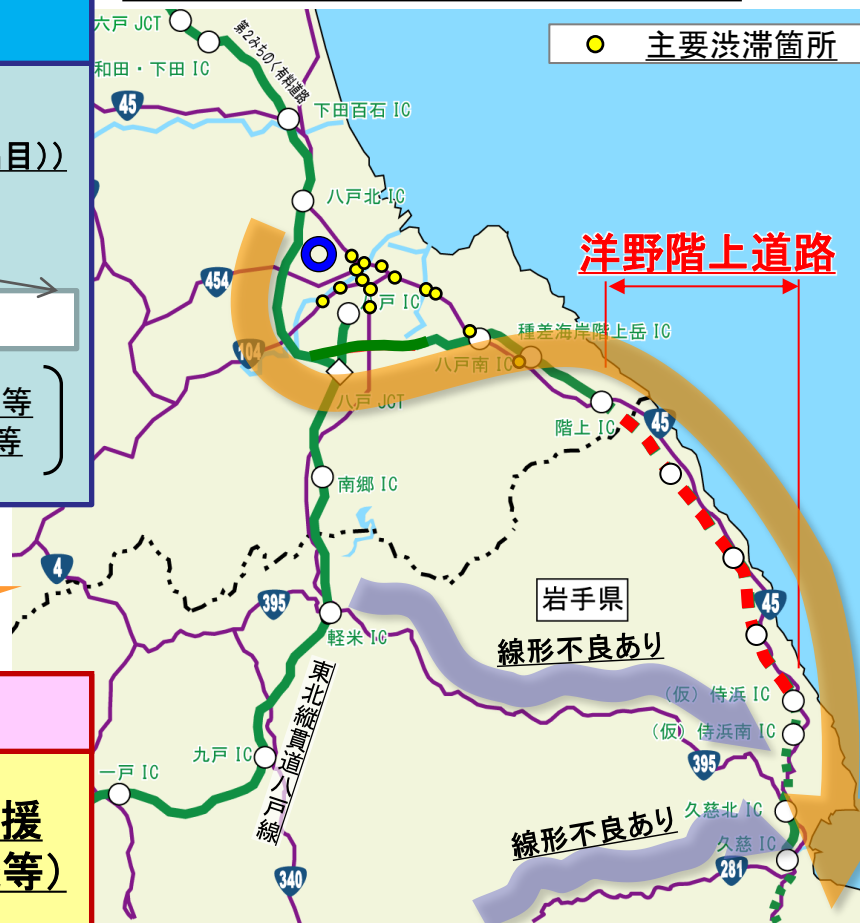 六戸 JCT
第2みちのく有料道路
主要渋滞箇所
和田・下田 IC
45
下田百石 IC
目))
八戸北 IC
洋野階上道路
454
戸 IC
種差海岸階上岳 IC
104
八戸南 IC
等
八戸 JCT
階上 IC
45
等
南郷 IC
4
395
岩手県
45
軽米 IC
線形不良あり
東北縦貫道八戸線
(仮) 侍浜 IC
(仮) 侍浜南 IC
九戸 IC
395
一戸 IC
久慈北 IC
援
線形不良あり
久慈 IC
等)
281
340